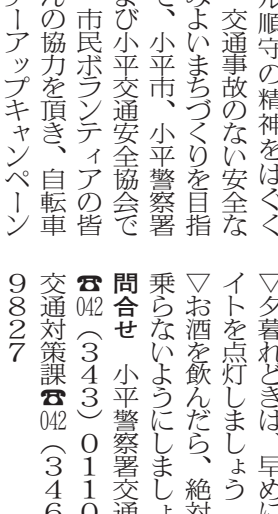 ル順守の精神をはぐく
交通事故のない安全な
みよいまちづくりを目指
、小平市、小平警察署
よび小平交通安全協会で
市民ボランティアの皆
んの協力を頂き、自転車
ナーアップキャンペーン
▽夕暮れどきは、早めに
イトを点灯しましょう
▽お酒を飲んだら、絶対
乗らないようにしましょ
問合せ　小平警察署交通
☎042（343）0110
交通対策課☎042（346
9827